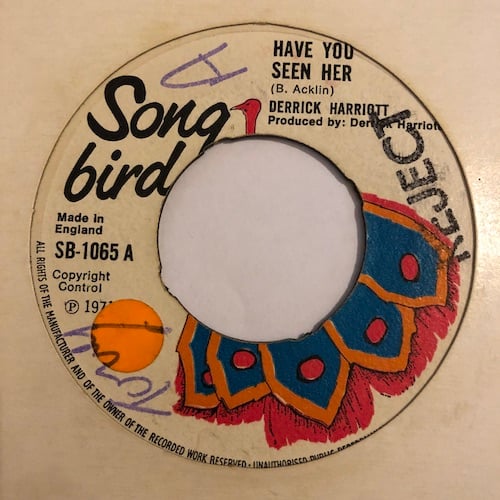 HAVE YOU
SEEN HER
(B. Acklin)
DERRICK HARRIOTT
Produced by: Derrick Harriott
Song
bird
REJECT
Made in
England
SB-1065 A
Copyright
Control
℗ 1971
ALL RIGHTS OF THE MANUFACTURER AND OF THE OWNER OF THE RECORDED WORK RESERVED · UNAUTHORISED PUBLIC